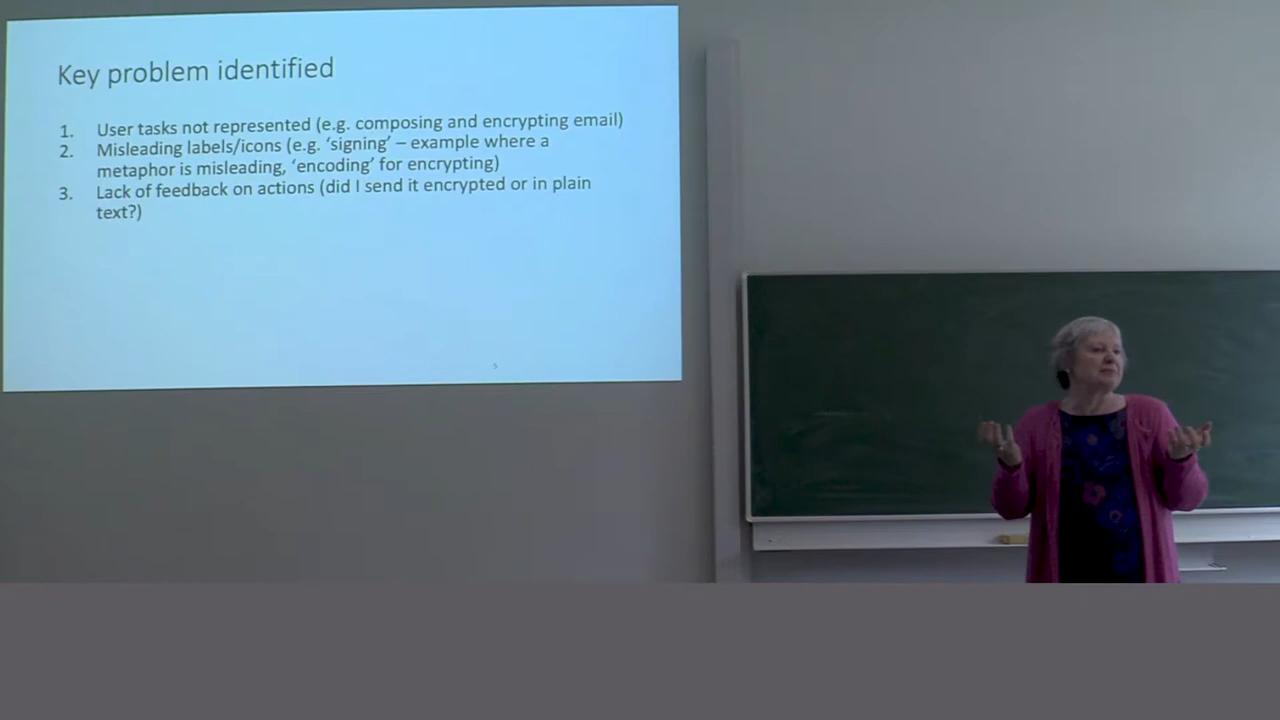 Key problem identified
1. User tasks not represented (e.g. composing and encrypting email)
2. Misleading labels/icons (e.g. ‘signing’ – example where a
metaphor is misleading, ‘encoding’ for encrypting)
3. Lack of feedback on actions (did I send it encrypted or in plain
text?)
5